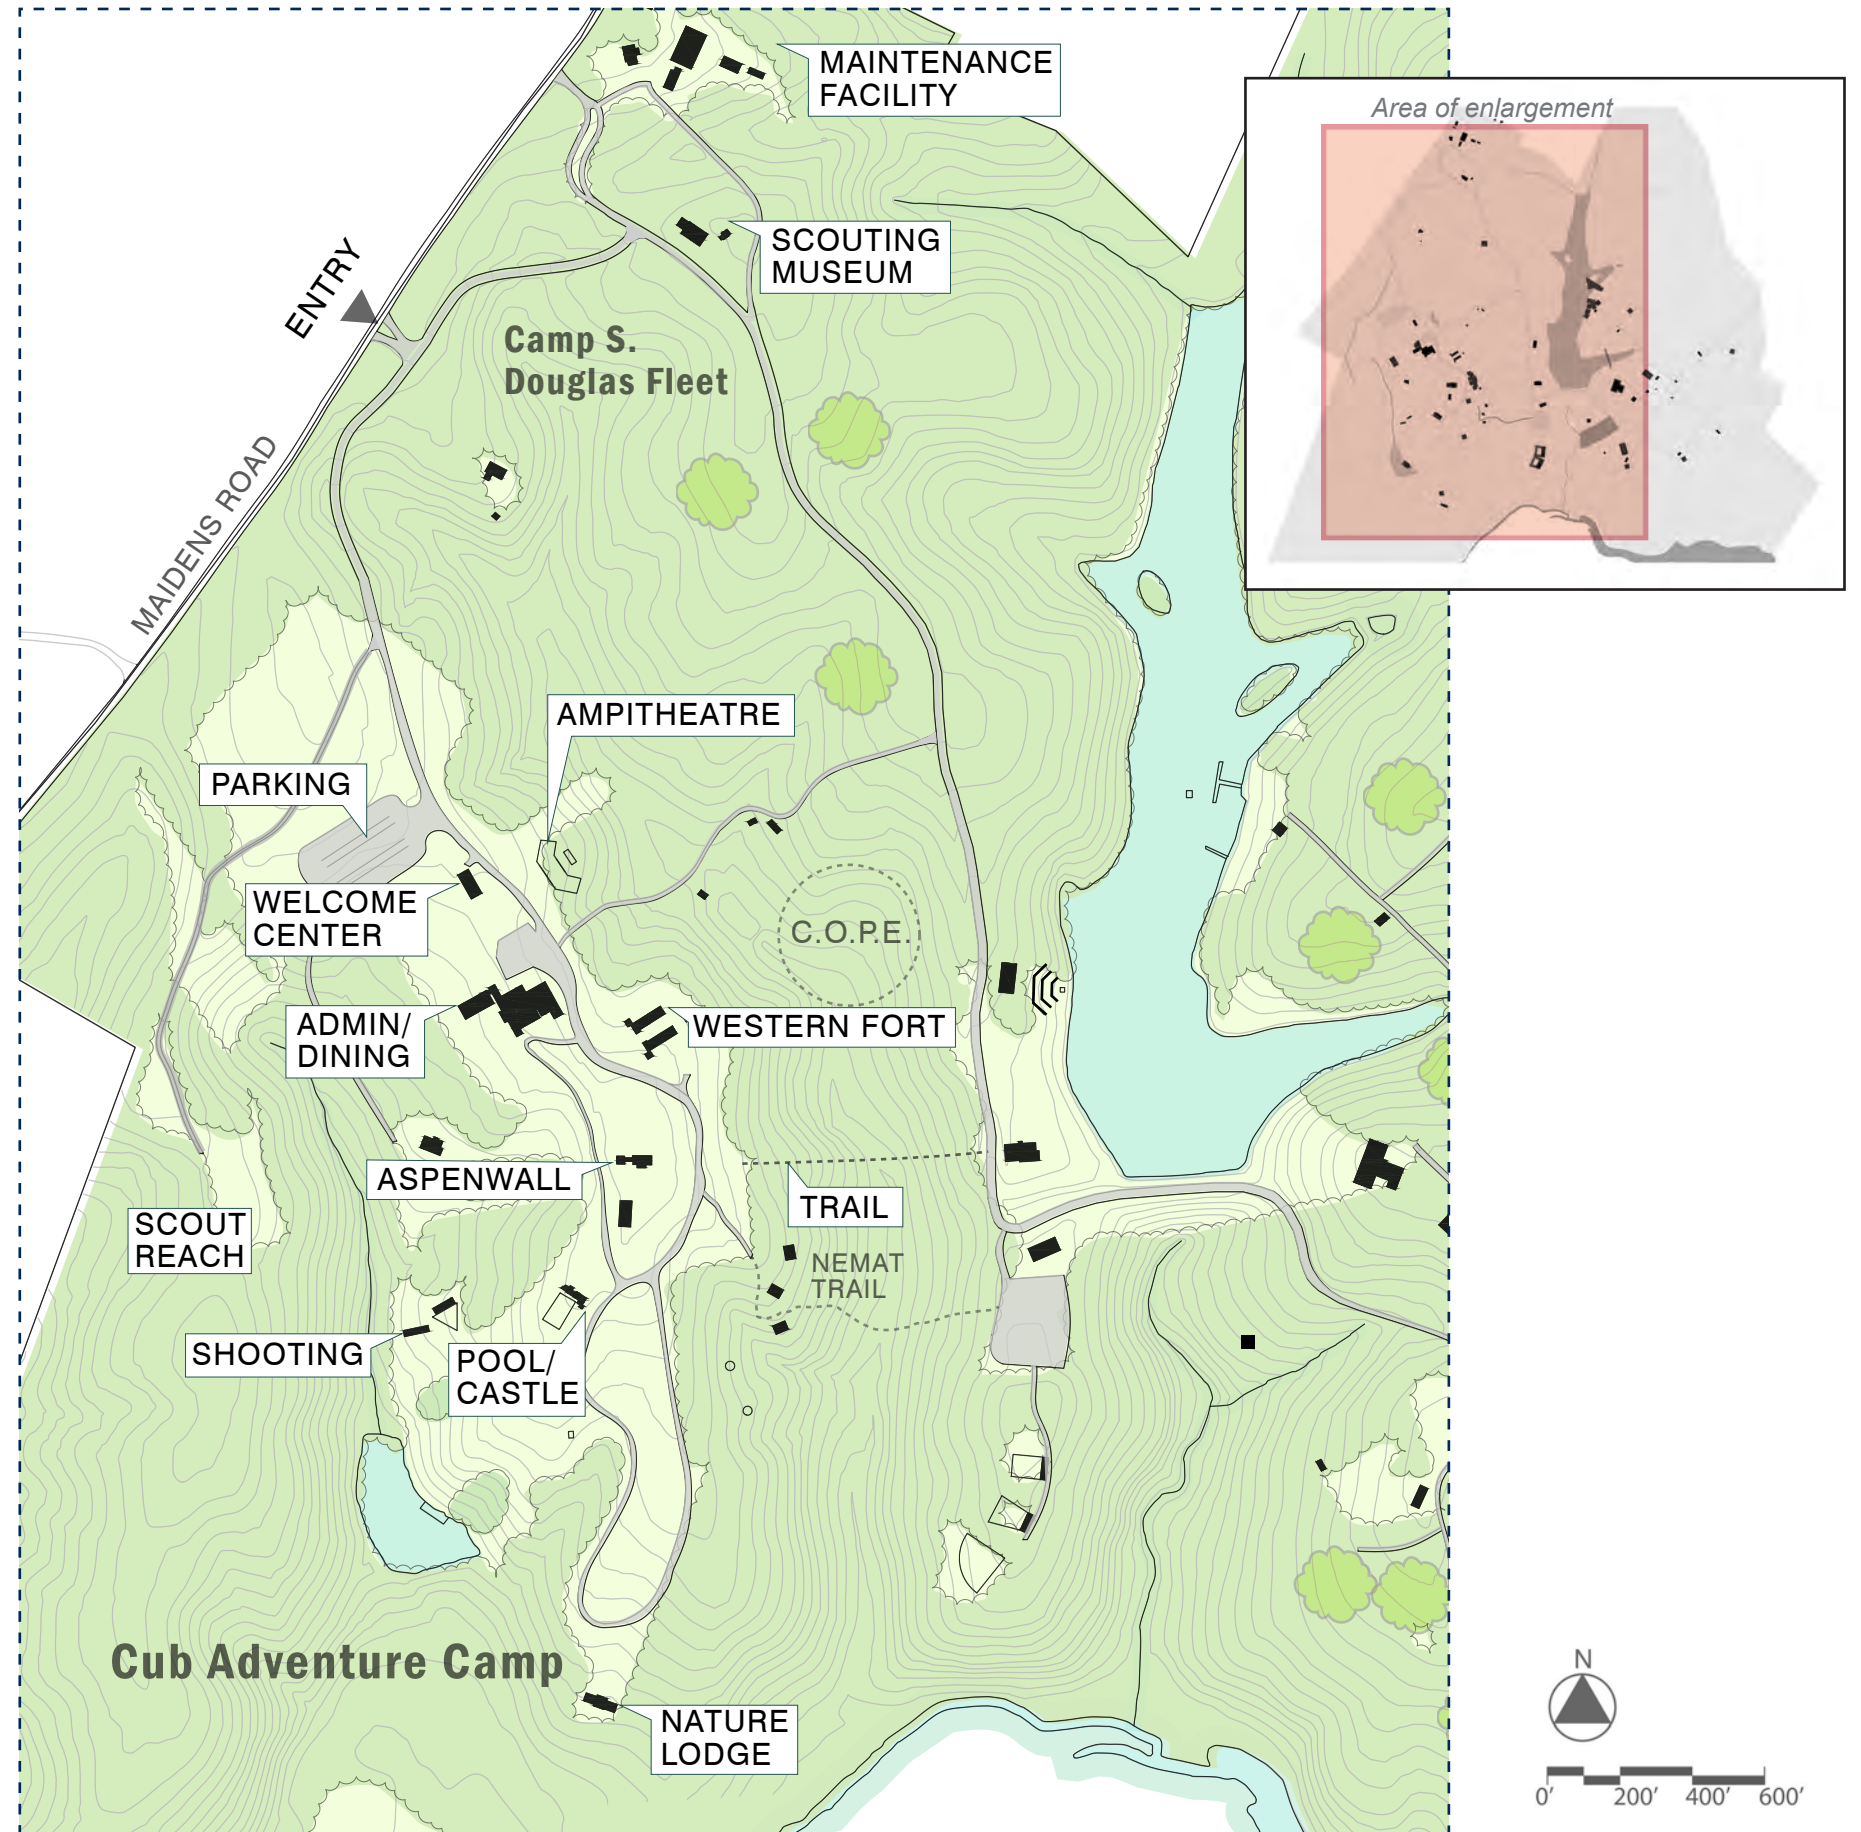 MAINTENANCE
FACILITY
Area of enlargement
SCOUTING
MUSEUM
ENTRY
Camp S.
Douglas Fleet
MAIDENS ROAD
AMPITHEATRE
PARKING
WELCOME
CENTER
C.O.P.E.
ADMIN/
DINING
WESTERN FORT
ASPENWALL
TRAIL
SCOUT
REACH
NEMAT
TRAIL
SHOOTING
POOL/
CASTLE
Cub Adventure Camp
NATURE
LODGE
N
0' 200' 400' 600'